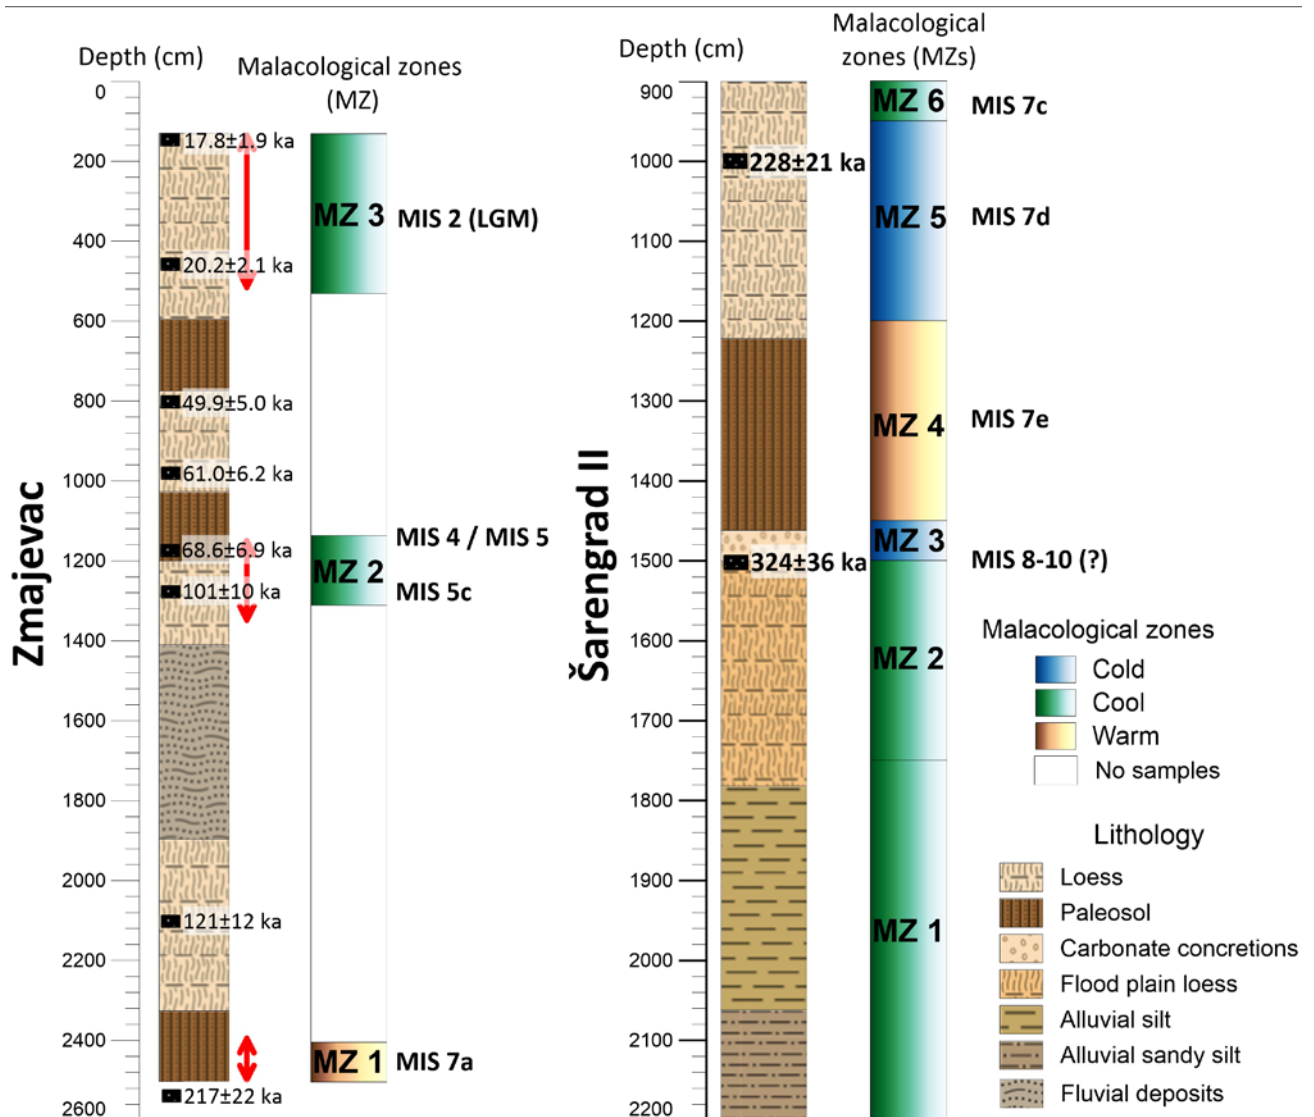 Depth (cm)
Malacological zones
(MZ)
0
200
400
600
800
1000
1200
1400
1600
1800
2000
2200
2400
2600
Zmajevac
17.8±1.9 ka
20.2±2.1 ka
49.9±5.0 ka
61.0±6.2 ka
68.6±6.9 ka
101±10 ka
121±12 ka
217±22 ka
MZ 3
MIS 2 (LGM)
MIS 4 / MIS 5
MZ 2
MIS 5c
MZ 1
MIS 7a
Depth (cm)
Malacological
zones (MZs)
900
1000
1100
1200
1300
1400
1500
1600
1700
1800
1900
2000
2100
2200
Šarengrad II
228±21 ka
324±36 ka
MZ 6
MIS 7c
MZ 5
MIS 7d
MZ 4
MIS 7e
MZ 3
MIS 8-10 (?)
MZ 2
MZ 1
Malacological zones
Cold
Cool
Warm
No samples
Lithology
Loess
Paleosol
Carbonate concretions
Flood plain loess
Alluvial silt
Alluvial sandy silt
Fluvial deposits